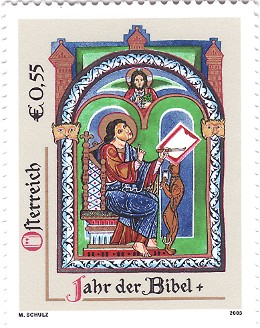 € 0,55
Österreich
Jahr der Bibel +
M. SCHULZ
2003